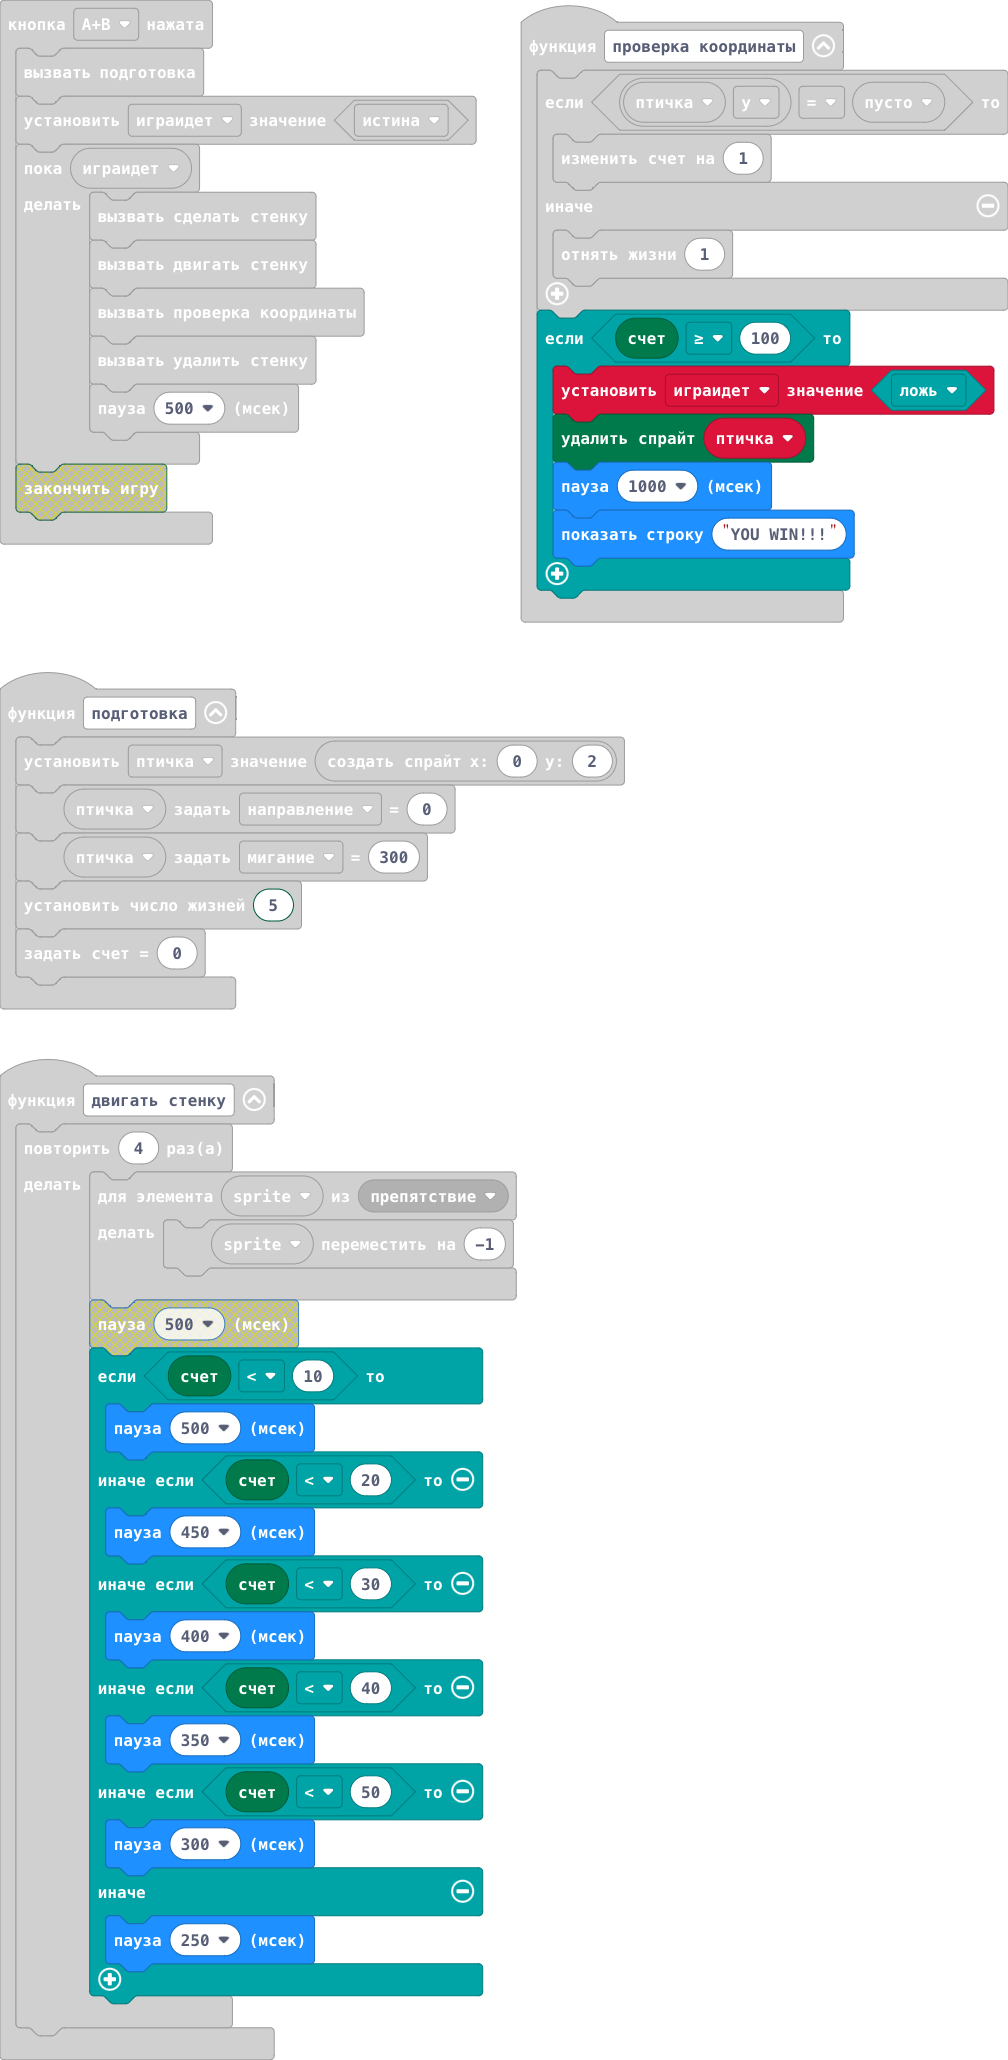 кнопка A+B нажата
вызвать подготовка
установить играидет значение истина
пока играидет
делать
вызвать сделать стенку
вызвать двигать стенку
вызвать проверка координаты
вызвать удалить стенку
пауза 500 (мсек)
закончить игру
функция проверка координаты
если птичка y = пусто то
изменить счет на 1
иначе
отнять жизни 1
если счет ≥ 100 то
установить играидет значение ложь
удалить спрайт птичка
пауза 1000 (мсек)
показать строку "YOU WIN!!!"
функция подготовка
установить птичка значение создать спрайт x: 0 y: 2
птичка задать направление = 0
птичка задать мигание = 300
установить число жизней 5
задать счет = 0
функция двигать стенку
повторить 4 раз(а)
делать
для элемента sprite из препятствие
делать
sprite переместить на -1
пауза 500 (мсек)
если счет < 10 то
пауза 500 (мсек)
иначе если счет < 20 то
пауза 450 (мсек)
иначе если счет < 30 то
пауза 400 (мсек)
иначе если счет < 40 то
пауза 350 (мсек)
иначе если счет < 50 то
пауза 300 (мсек)
иначе
пауза 250 (мсек)